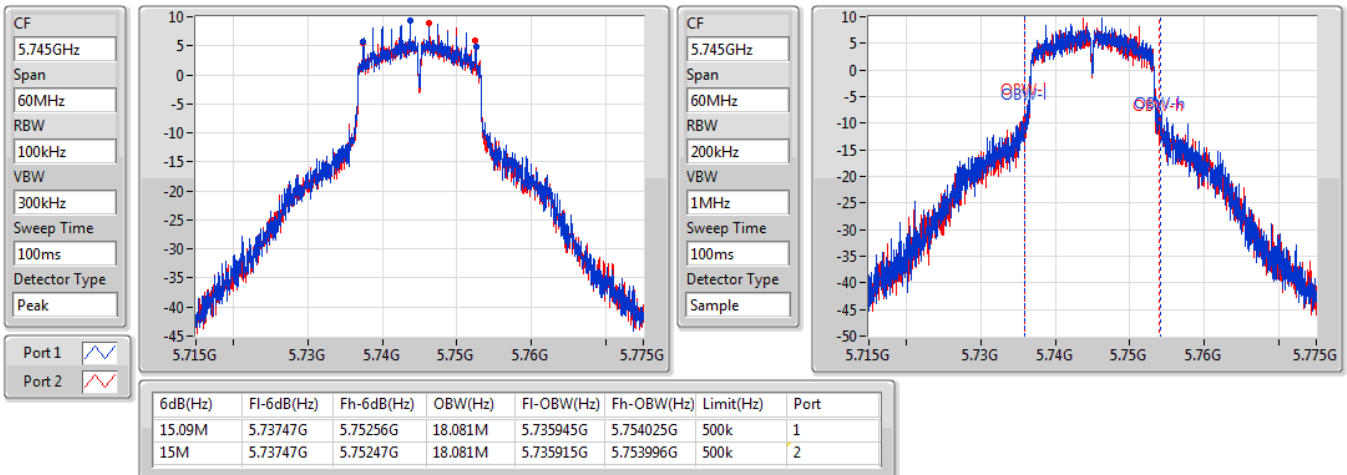 CF
5.745GHz
Span
60MHz
RBW
100kHz
VBW
300kHz
Sweep Time
100ms
Detector Type
Peak
Port 1
Port 2
10
5
0
-5
-10
-15
-20
-25
-30
-35
-40
-45
5.715G 5.73G 5.74G 5.75G 5.76G 5.775G
CF
5.745GHz
Span
60MHz
RBW
200kHz
VBW
1MHz
Sweep Time
100ms
Detector Type
Sample
10
5
0
-5
-10
-15
-20
-25
-30
-35
-40
-45
-50
OBW-l
OBW-h
5.715G 5.73G 5.74G 5.75G 5.76G 5.775G
6dB(Hz) Fl-6dB(Hz) Fh-6dB(Hz) OBW(Hz) Fl-OBW(Hz) Fh-OBW(Hz) Limit(Hz) Port
15.09M 5.73747G 5.75256G 18.081M 5.735945G 5.754025G 500k 1
15M 5.73747G 5.75247G 18.081M 5.735915G 5.753996G 500k 2